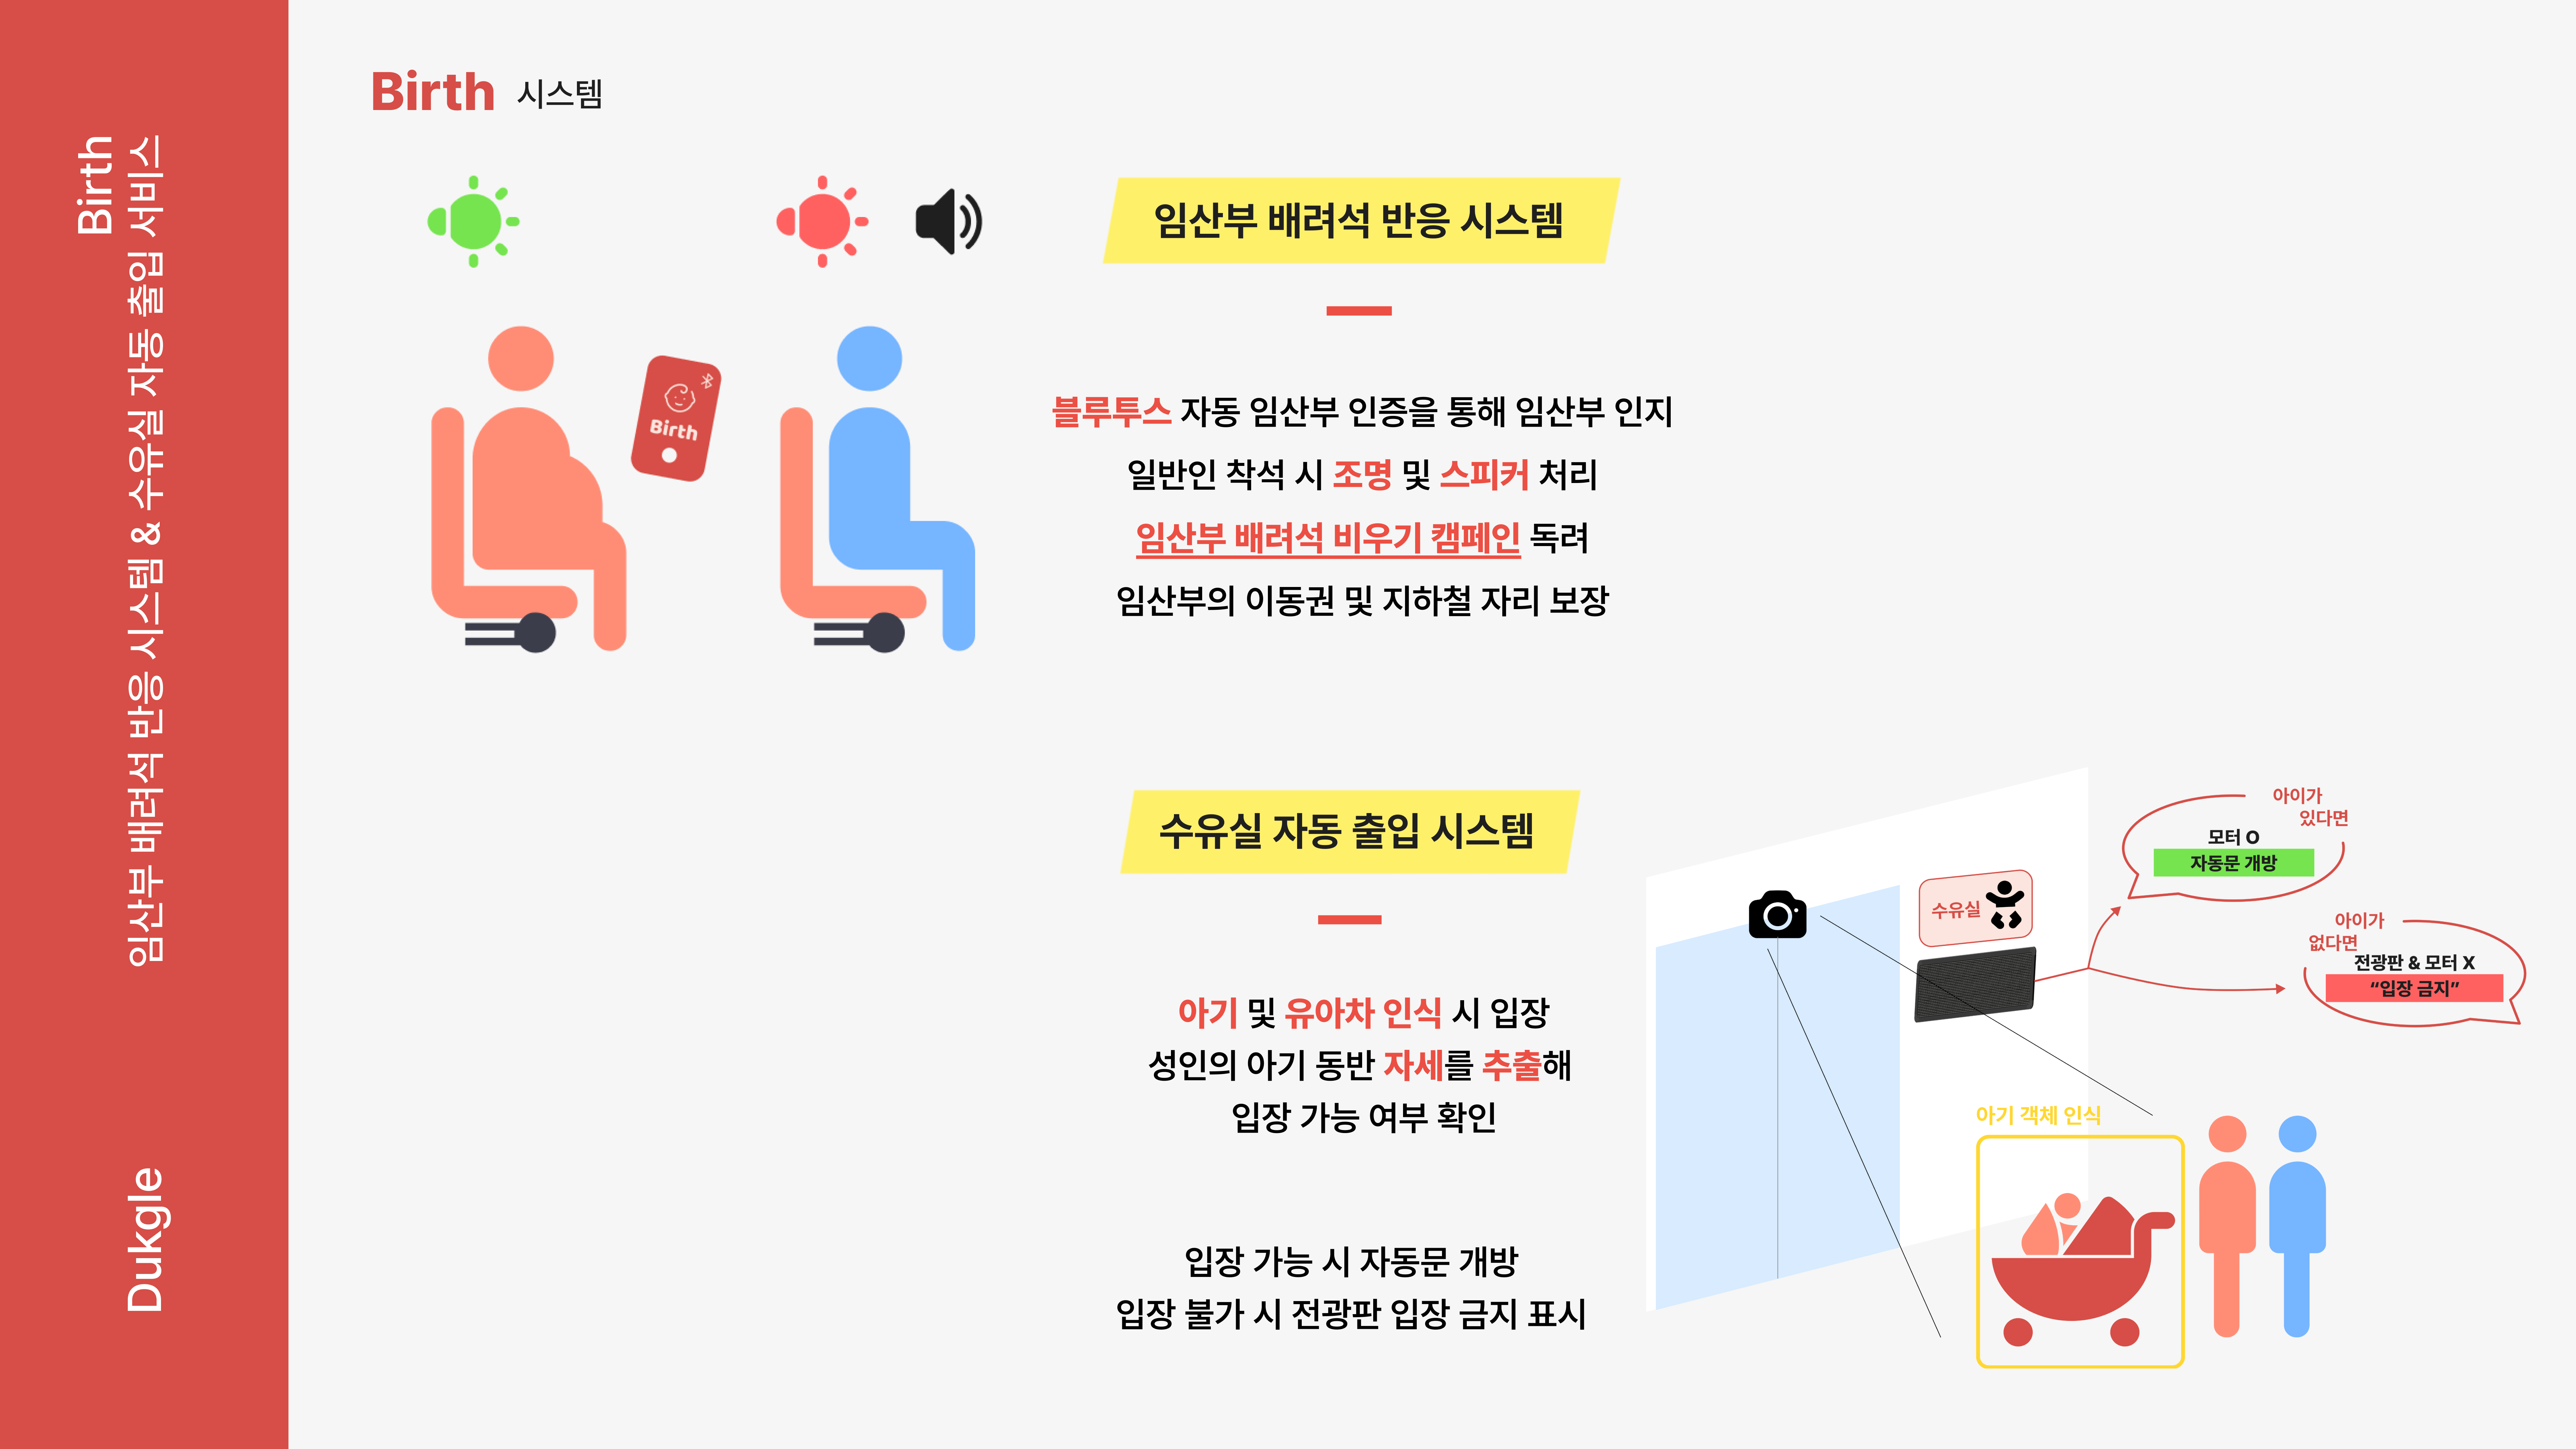 Birth
임산부 배려석 반응 시스템 & 수유실 자동 출입 서비스
Dukgle
Birth 시스템
Birth
임산부 배려석 반응 시스템
블루투스 자동 임산부 인증을 통해 임산부 인지
일반인 착석 시 조명 및 스피커 처리
임산부 배려석 비우기 캠페인 독려
임산부의 이동권 및 지하철 자리 보장
수유실 자동 출입 시스템
아기 및 유아차 인식 시 입장
성인의 아기 동반 자세를 추출해
입장 가능 여부 확인
입장 가능 시 자동문 개방
입장 불가 시 전광판 입장 금지 표시
수유실
아이가
있다면
모터 O
자동문 개방
아이가
없다면
전광판 & 모터 X
“입장 금지”
아기 객체 인식